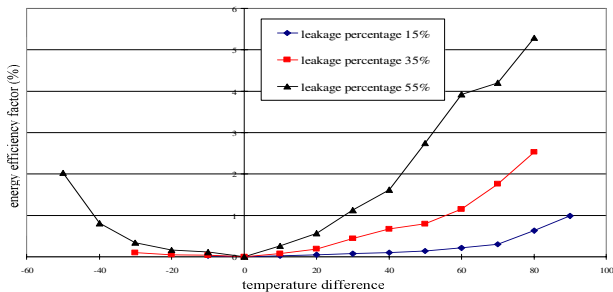 6
leakage percentage 15%
leakage percentage 35%
leakage percentage 55%
5
4
3
2
1
0
energy efficiency factor (%)
-60 -40 -20 0 20 40 60 80 100
temperature difference